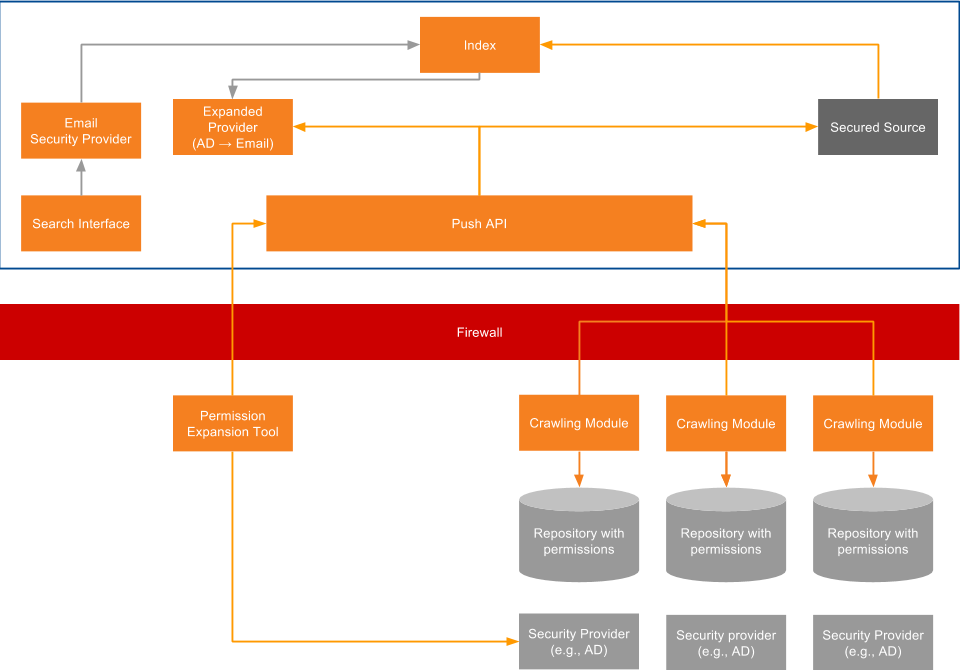 Index
Email
Security Provider
Expanded
Provider
(AD → Email)
Secured Source
Search Interface
Push API
Firewall
Permission
Expansion Tool
Crawling Module
Crawling Module
Crawling Module
Repository with
permissions
Repository with
permissions
Repository with
permissions
Security Provider
(e.g., AD)
Security provider
(e.g., AD)
Security Provider
(e.g., AD)